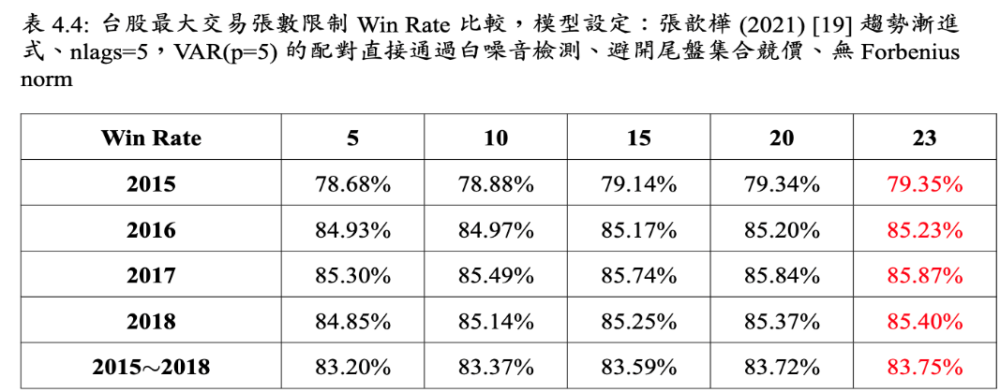 表 4.4: 台股最大交易張數限制 Win Rate 比較，模型設定：張歆樺 (2021) [19] 趨勢漸進
式、nlags=5，VAR(p=5) 的配對直接通過白噪音檢測、避開尾盤集合競價、無 Forbenius
norm
Win Rate 5 10 15 20 23
2015 78.68% 78.88% 79.14% 79.34% 79.35%
2016 84.93% 84.97% 85.17% 85.20% 85.23%
2017 85.30% 85.49% 85.74% 85.84% 85.87%
2018 84.85% 85.14% 85.25% 85.37% 85.40%
2015~2018 83.20% 83.37% 83.59% 83.72% 83.75%